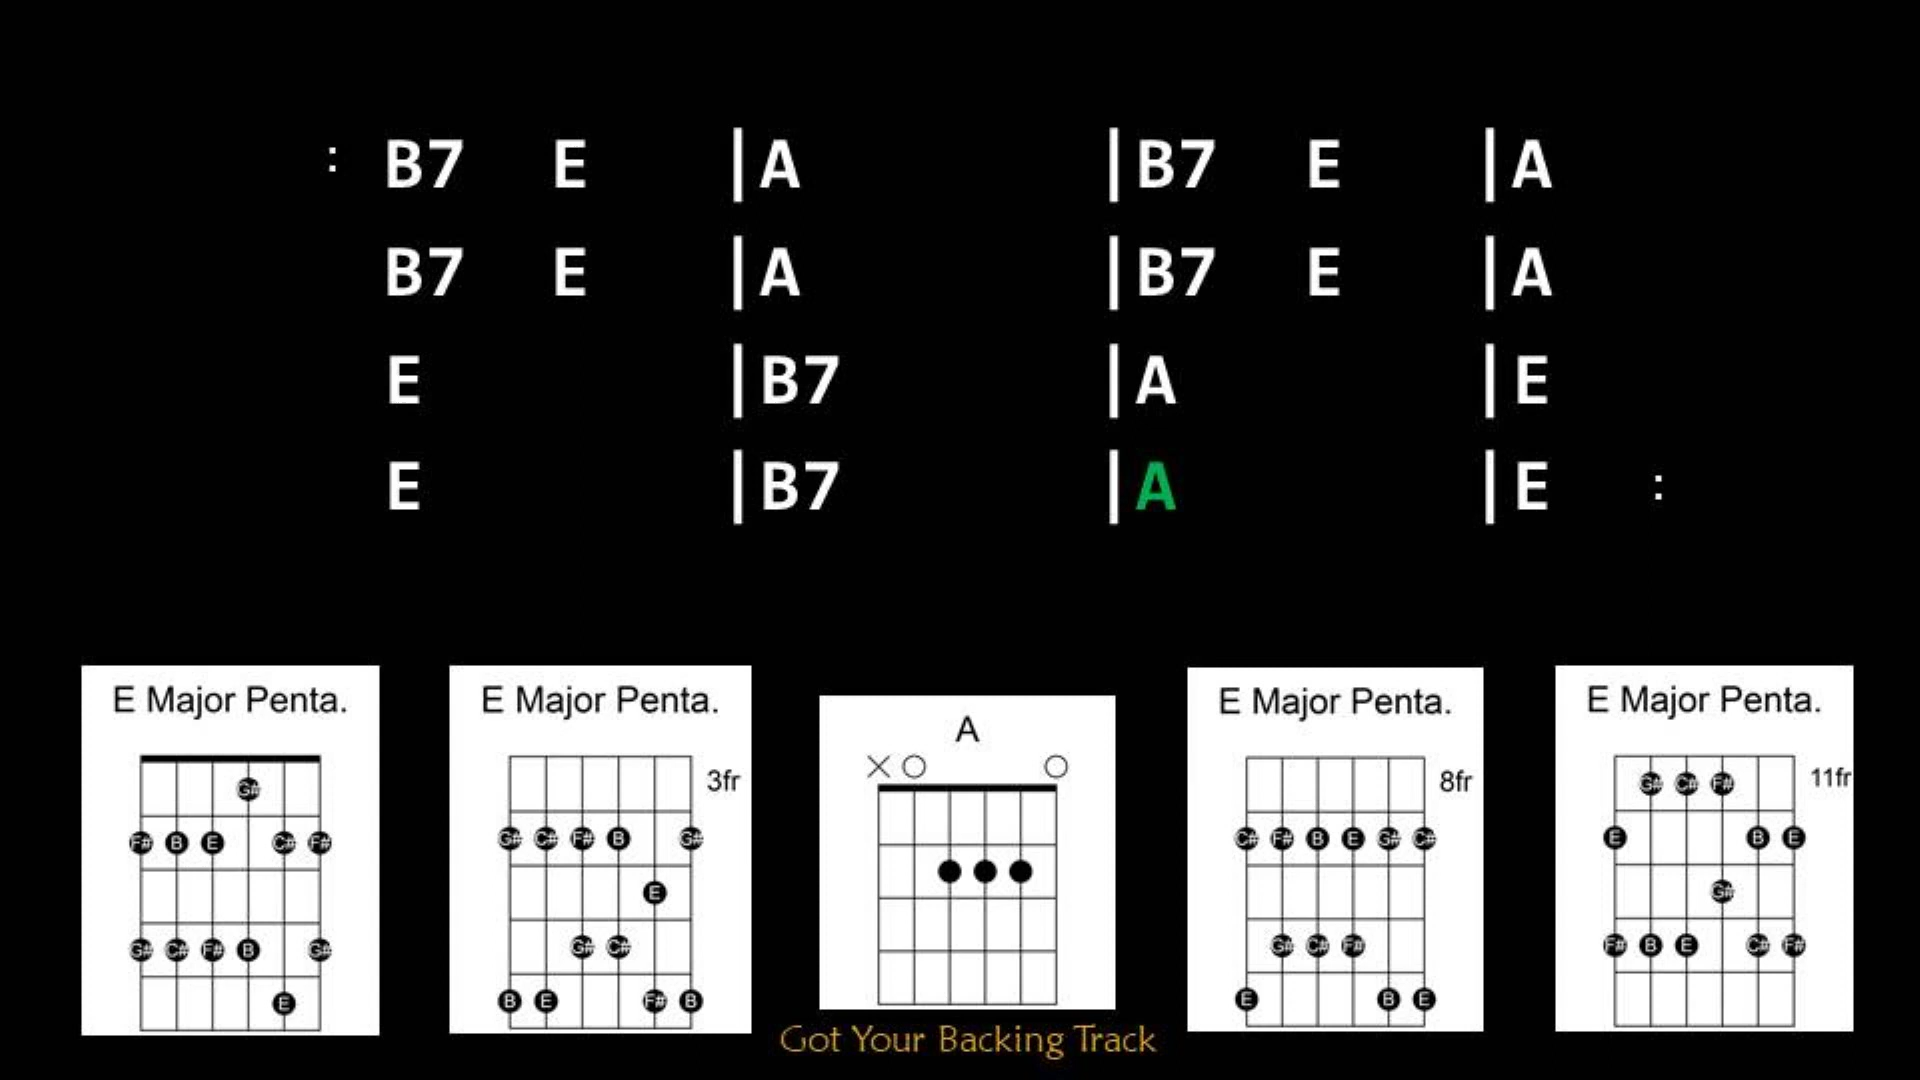 : B7 E |A |B7 E |A
B7 E |A |B7 E |A
E |B7 |A |E
E |B7 |A |E :
E Major Penta.
G#
F# B E C# F#
G# C# F# B G#
E
E Major Penta.
3fr
G# C# F# B G#
E
G# C#
B E F# B
A
E Major Penta.
8fr
C# F# B E G# C#
G# C# F#
E B E
E Major Penta.
11fr
G# C# F#
E B E
G#
F# B E C# F#
Got Your Backing Track